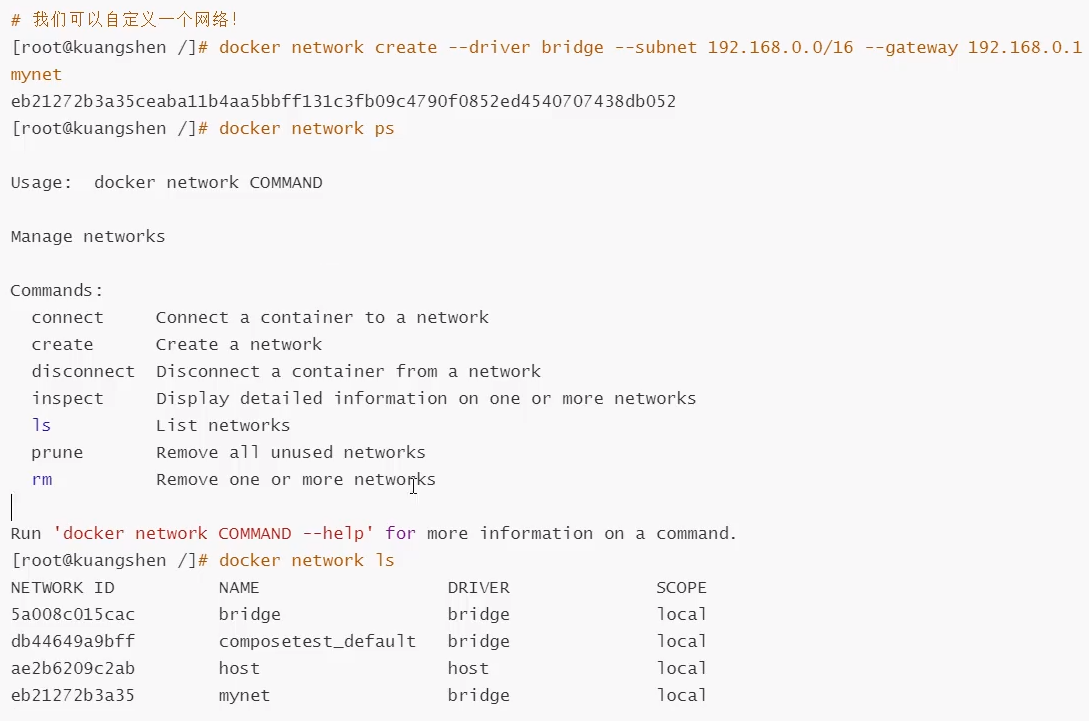 # 我们可以自定义一个网络！
[root@kuangshen /]# docker network create --driver bridge --subnet 192.168.0.0/16 --gateway 192.168.0.1
mynet
eb21272b3a35ceaba11b4aa5bbff131c3fb09c4790f0852ed4540707438db052
[root@kuangshen /]# docker network ps
Usage:  docker network COMMAND
Manage networks
Commands:
  connect     Connect a container to a network
  create      Create a network
  disconnect  Disconnect a container from a network
  inspect     Display detailed information on one or more networks
  ls          List networks
  prune       Remove all unused networks
  rm          Remove one or more networks
Run 'docker network COMMAND --help' for more information on a command.
[root@kuangshen /]# docker network ls
NETWORK ID          NAME                  DRIVER              SCOPE
5a008c015cac        bridge                bridge              local
db44649a9bff        composetest_default   bridge              local
ae2b6209c2ab        host                  host                local
eb21272b3a35        mynet                 bridge              local